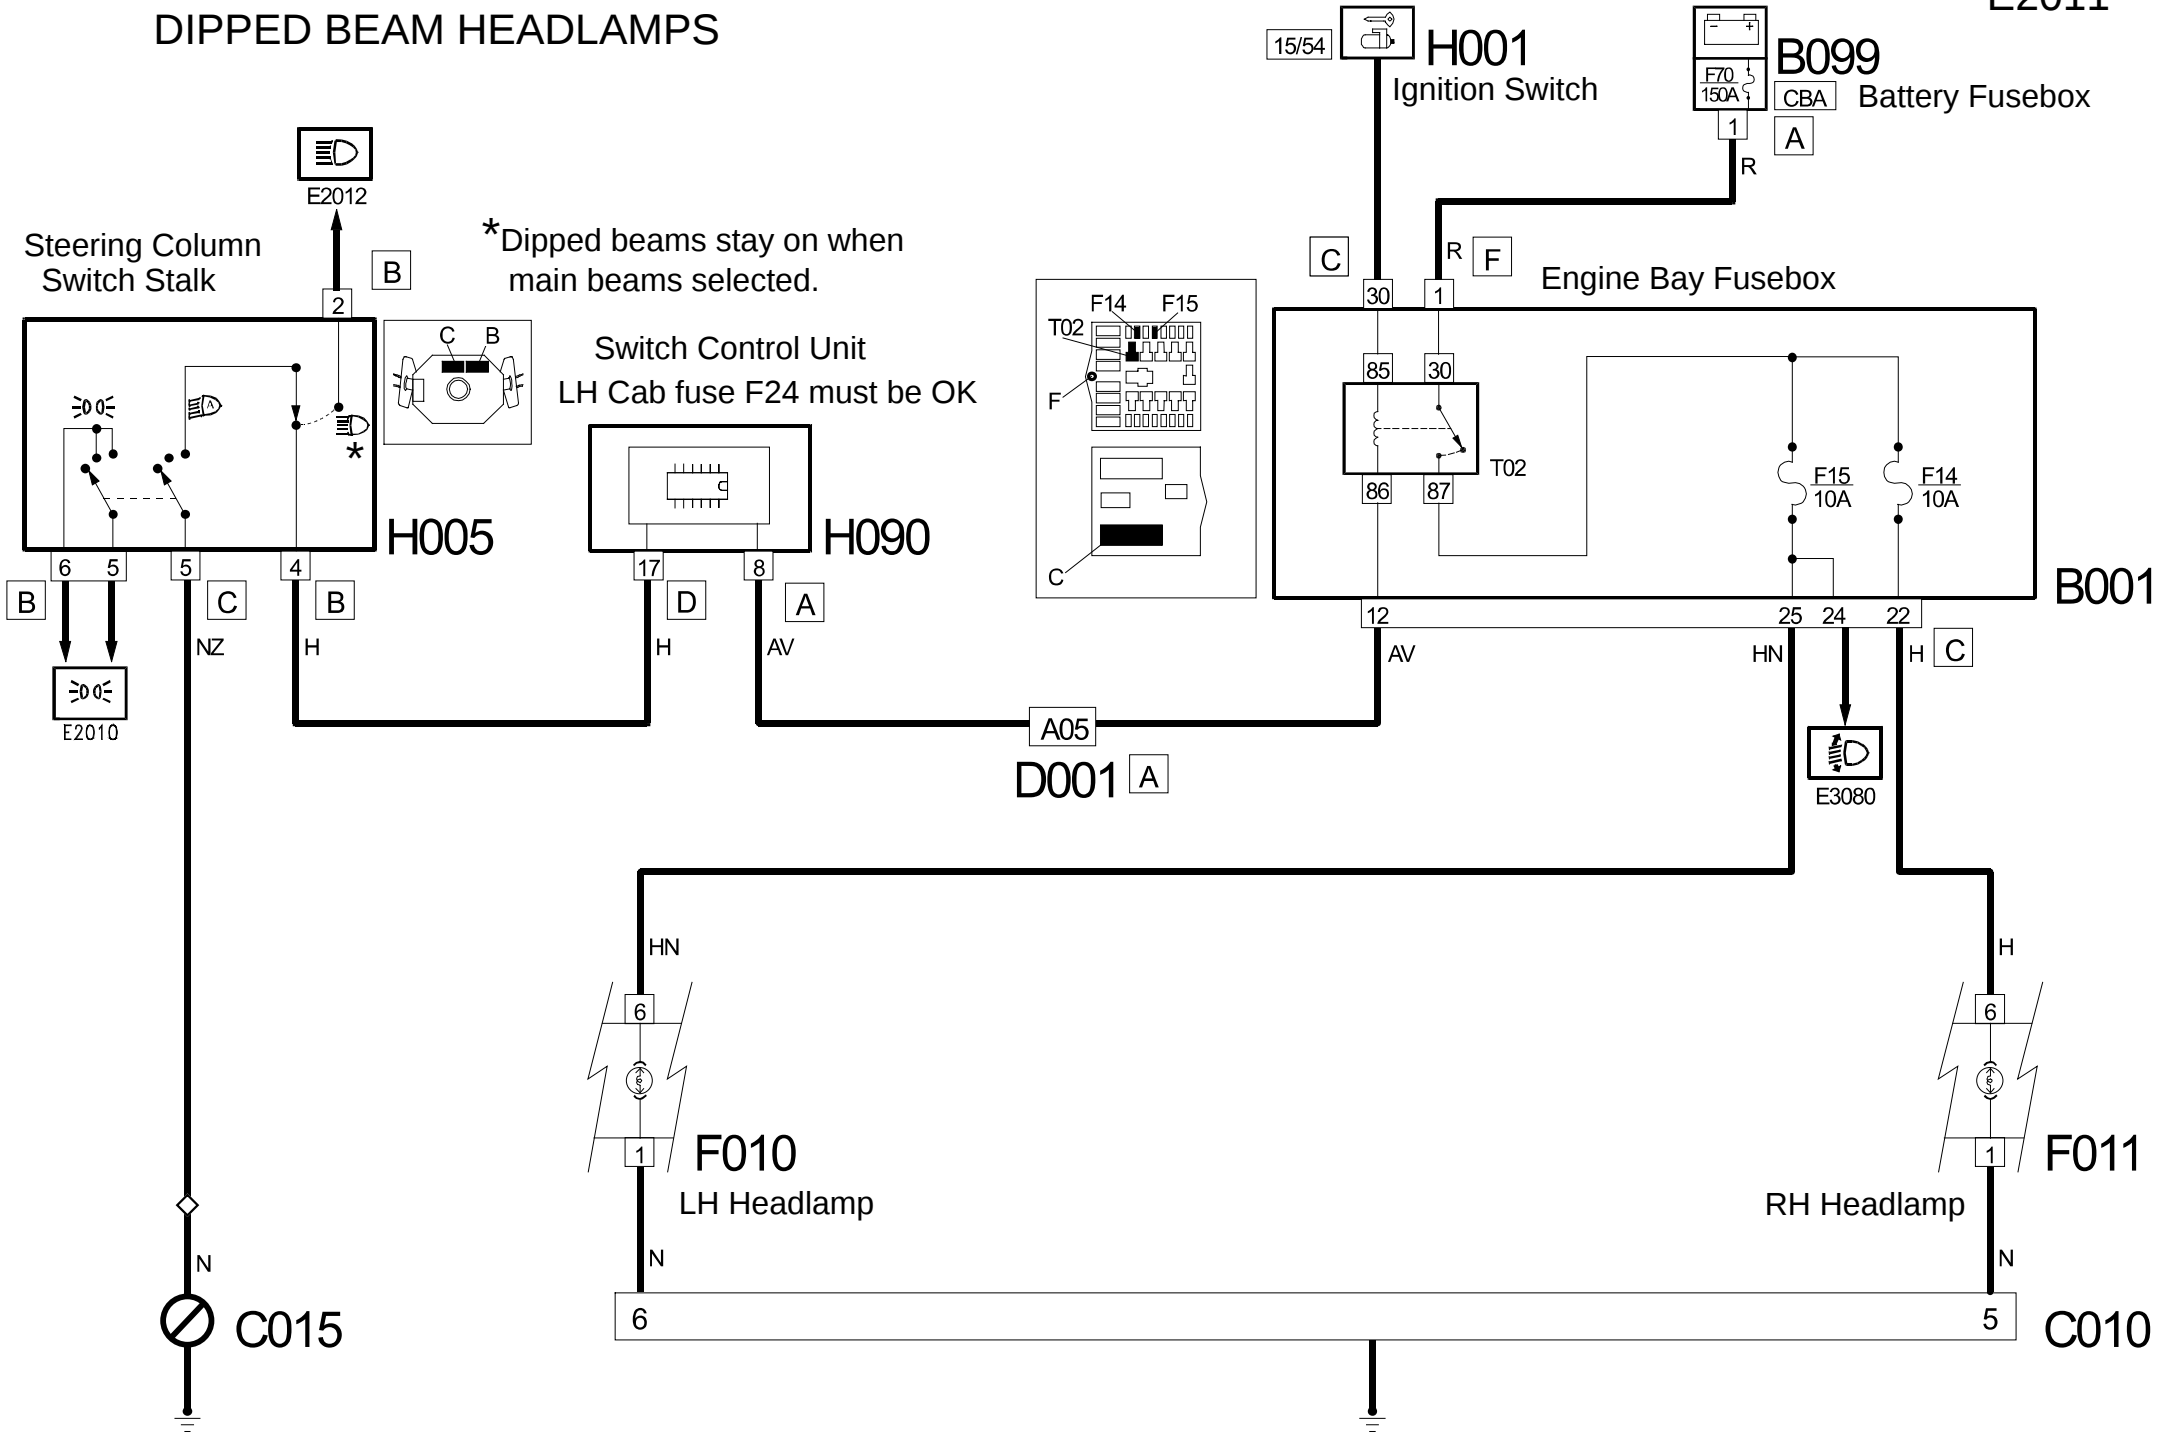 DIPPED BEAM HEADLAMPS
15/54
H001
Ignition Switch
F70
150A
B099
CBA
Battery Fusebox
1
A
R
E2012
Steering Column
Switch Stalk
B
2
*Dipped beams stay on when
main beams selected.
C
30
R
F
1
Engine Bay Fusebox
C B
A
*
Switch Control Unit
LH Cab fuse F24 must be OK
F14 F15
T02
F
C
85 30
T02
86 87
F15
10A
F14
10A
H005
H090
B001
6 5 5 4
B C B
17 8
D A
12 25 24 22
C
NZ H H AV AV HN H
E2010
A05
D001 A
E3080
HN H
6 6
1 1
F010
LH Headlamp
F011
RH Headlamp
N N N
C015
6 5
C010